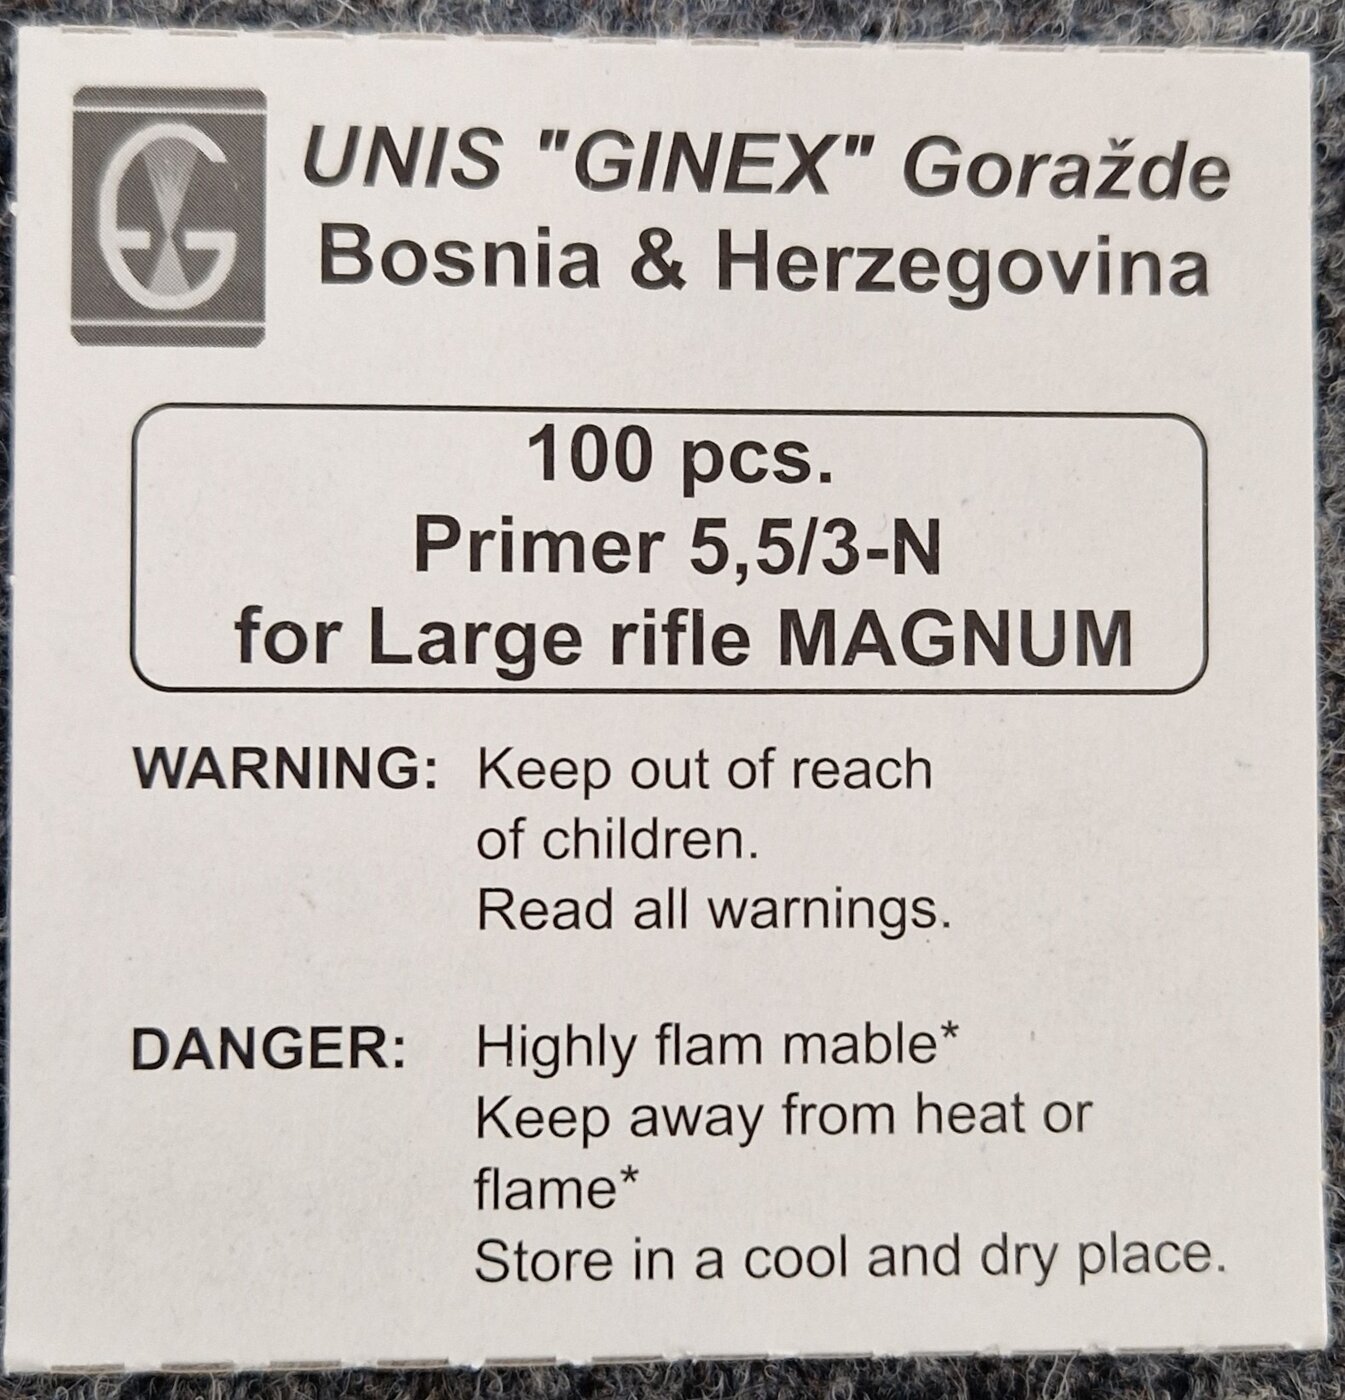 UNIS "GINEX" Goražde
Bosnia & Herzegovina
100 pcs.
Primer 5,5/3-N
for Large rifle MAGNUM
WARNING: Keep out of reach
of children.
Read all warnings.
DANGER: Highly flam mable*
Keep away from heat or
flame*
Store in a cool and dry place.